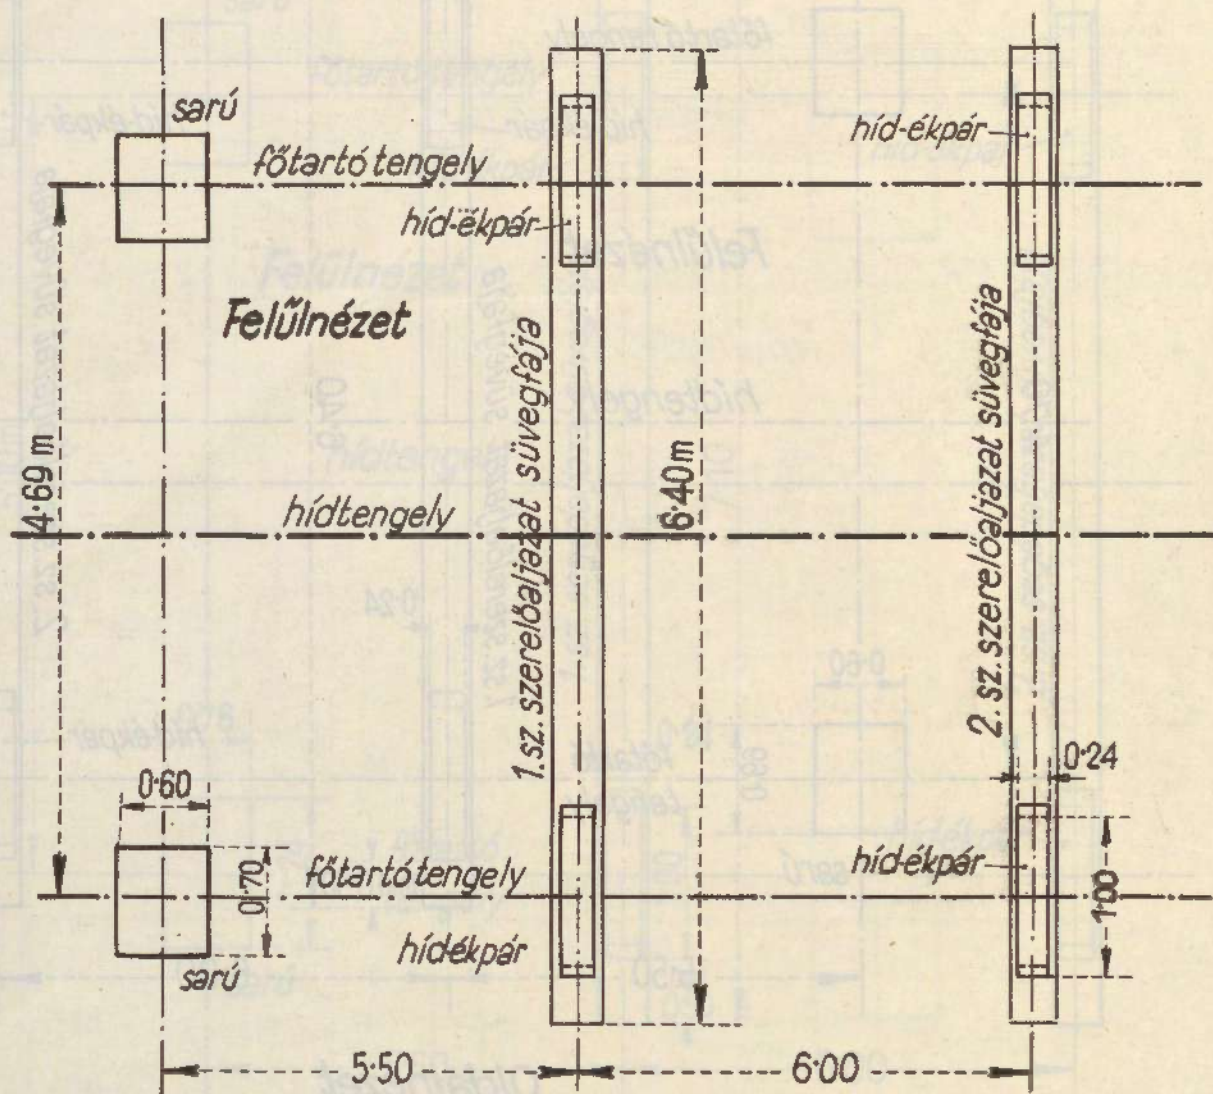 sarú
főtartó tengely
híd-ékpár
híd-ékpár
Felűlnézet
4·69 m
hídtengely
1. sz. szerelőaljazat süvegfája
6·40 m
2. sz. szerelőaljazat süvegfája
0·60
0·24
0·70
főtartó tengely
híd-ékpár
1·00
hídékpár
sarú
5·50
6·00